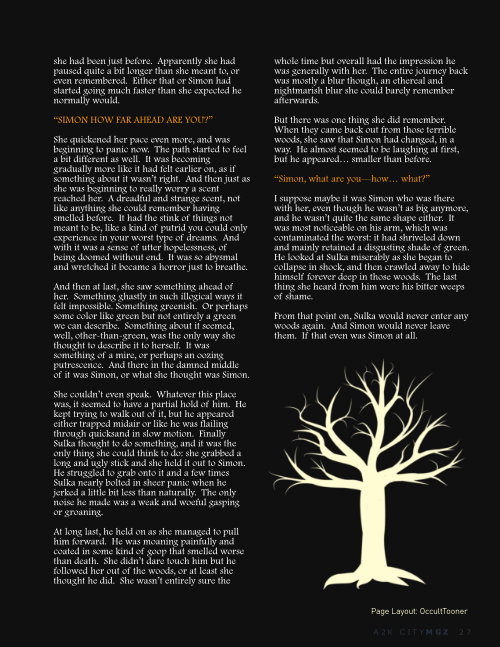 she had been just before.  Apparently she had
paused quite a bit longer than she meant to, or
even remembered.  Either that or Simon had
started going much faster than she expected he
normally would.
“SIMON HOW FAR AHEAD ARE YOU?”
She quickened her pace even more, and was
beginning to panic now.  The path started to feel
a bit different as well.  It was becoming
gradually more like it had felt earlier on, as if
something about it wasn’t right.  And then just as
she was beginning to really worry a scent
reached her.  A dreadful and strange scent, not
like anything she could remember having
smelled before.  It had the stink of things not
meant to be, like a kind of putrid you could only
experience in your worst type of dreams.  And
with it was a sense of utter hopelessness, of
being doomed without end.  It was so abysmal
and wretched it became a horror just to breathe.
And then at last, she saw something ahead of
her.  Something ghastly in such illogical ways it
felt impossible. Something greenish.  Or perhaps
some color like green but not entirely a green
we can describe.  Something about it seemed,
well, other-than-green, was the only way she
thought to describe it to herself.  It was
something of a mire, or perhaps an oozing
putrescence.  And there in the damned middle
of it was Simon, or what she thought was Simon.
She couldn’t even speak.  Whatever this place
was, it seemed to have a partial hold of him.  He
kept trying to walk out of it, but he appeared
either trapped midair or like he was flailing
through quicksand in slow motion.  Finally
Sulka thought to do something, and it was the
only thing she could think to do: she grabbed a
long and ugly stick and she held it out to Simon.
He struggled to grab onto it and a few times
Sulka nearly bolted in sheer panic when he
jerked a little bit less than naturally.  The only
noise he made was a weak and woeful gasping
or groaning.
At long last, he held on as she managed to pull
him forward.  He was moaning painfully and
coated in some kind of goop that smelled worse
than death.  She didn’t dare touch him but he
followed her out of the woods, or at least she
thought he did.  She wasn’t entirely sure the
whole time but overall had the impression he
was generally with her.  The entire journey back
was mostly a blur though, an ethereal and
nightmarish blur she could barely remember
afterwards.
But there was one thing she did remember.
When they came back out from those terrible
woods, she saw that Simon had changed, in a
way.  He almost seemed to be laughing at first,
but he appeared… smaller than before.
“Simon, what are you—how… what?”
I suppose maybe it was Simon who was there
with her, even though he wasn’t as big anymore,
and he wasn’t quite the same shape either.  It
was most noticeable on his arm, which was
contaminated the worst: it had shriveled down
and mainly retained a disgusting shade of green.
He looked at Sulka miserably as she began to
collapse in shock, and then crawled away to hide
himself forever deep in those woods.  The last
thing she heard from him were his bitter weeps
of shame.
From that point on, Sulka would never enter any
woods again.  And Simon would never leave
them.  If that even was Simon at all.
Page Layout: OccultTooner
A2K CITYMGZ 27